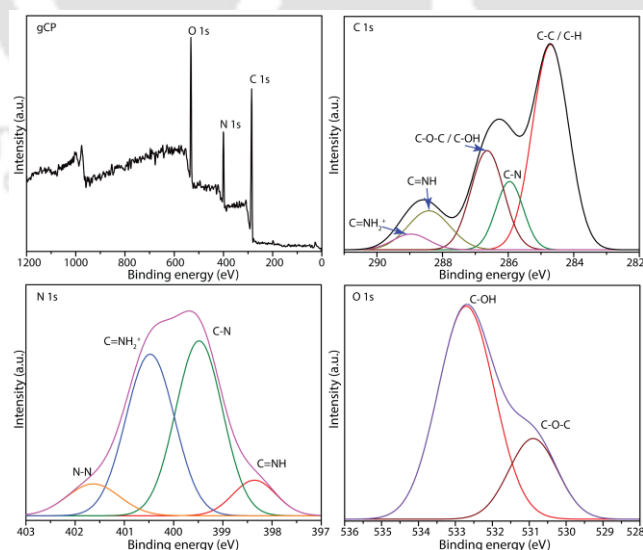 gCP
O 1s
C 1s
N 1s
Intensity (a.u.)
1200 1000 800 600 400 200 0
Binding energy (eV)
C 1s
C-C / C-H
C-O-C / C-OH
C-N
C=NH
C=NH₂⁺
Intensity (a.u.)
290 288 286 284 282
Binding energy (eV)
N 1s
C=NH₂⁺
C-N
N-N
C=NH
Intensity (a.u.)
403 402 401 400 399 398 397
Binding energy (eV)
O 1s
C-OH
C-O-C
Intensity (a.u.)
536 535 534 533 532 531 530 529 528
Binding energy (eV)